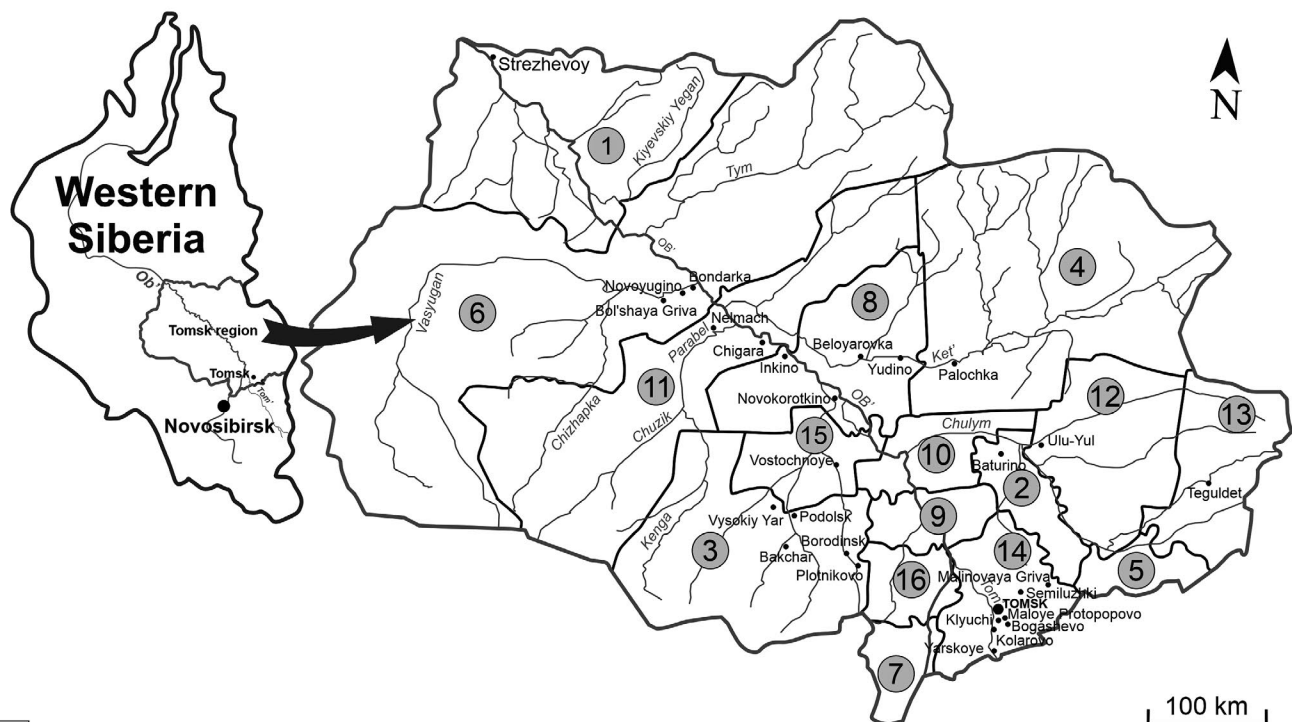 Strezhevoy
N
1
Kiyevskiy Yegan
Tym
Western
Siberia
Ob'
Tomsk region
Tomsk
Tom'
Novosibirsk
OB'
4
Vasyugan
6
Novoyugino
Bondarka
Bol'shaya Griva
Nelmach
8
Parabel
Chigara
Inkino
Beloyarovka
Yudino
Ket'
Palochka
11
12
13
Novokorotkino
OB'
Chizhapka
Chuzik
15
Chulym
Ulu-Yul
10
Baturino
Vostochnoye
2
Teguldet
Kenga
Vysokiy Yar
Podolsk
9
3
Bakchar
Borodinsk
14
5
Plotnikovo
16
Malinovaya Griva
Semiluzhki
Tom'
TOMSK
Klyuchi
Maloye Protopopovo
Bogashevo
Kolarovo
Yarskoye
7
100 km